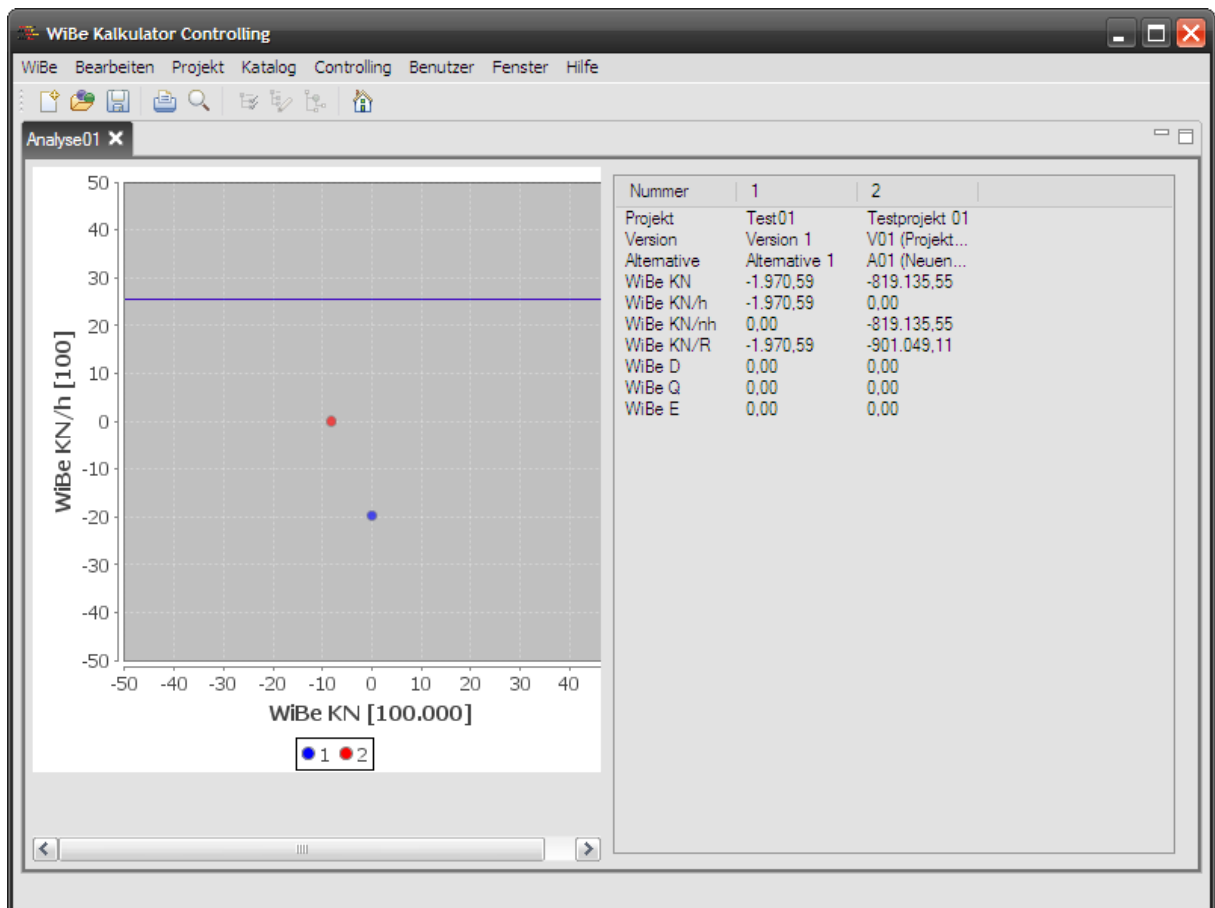 WiBe Kalkulator Controlling
WiBe Bearbeiten Projekt Katalog Controlling Benutzer Fenster Hilfe
Analyse01
50
40
30
20
10
0
-10
-20
-30
-40
-50
WiBe KN/h [100]
-50 -40 -30 -20 -10 0 10 20 30 40
WiBe KN [100.000]
1 2
Nummer 1 2
Projekt Test01 Testprojekt 01
Version Version 1 V01 (Projekt...
Alternative Alternative 1 A01 (Neuen...
WiBe KN -1.970,59 -819.135,55
WiBe KN/h -1.970,59 0,00
WiBe KN/nh 0,00 -819.135,55
WiBe KN/R -1.970,59 -901.049,11
WiBe D 0,00 0,00
WiBe Q 0,00 0,00
WiBe E 0,00 0,00